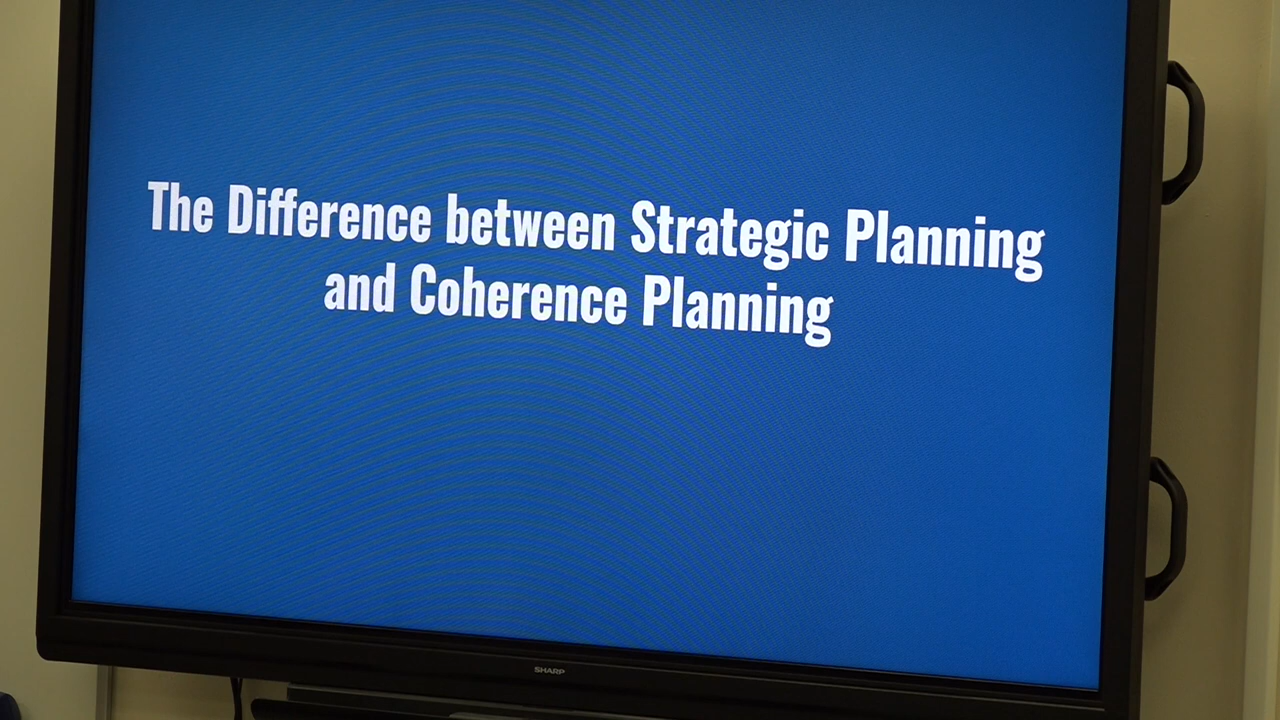 The Difference between Strategic Planning
and Coherence Planning
SHARP